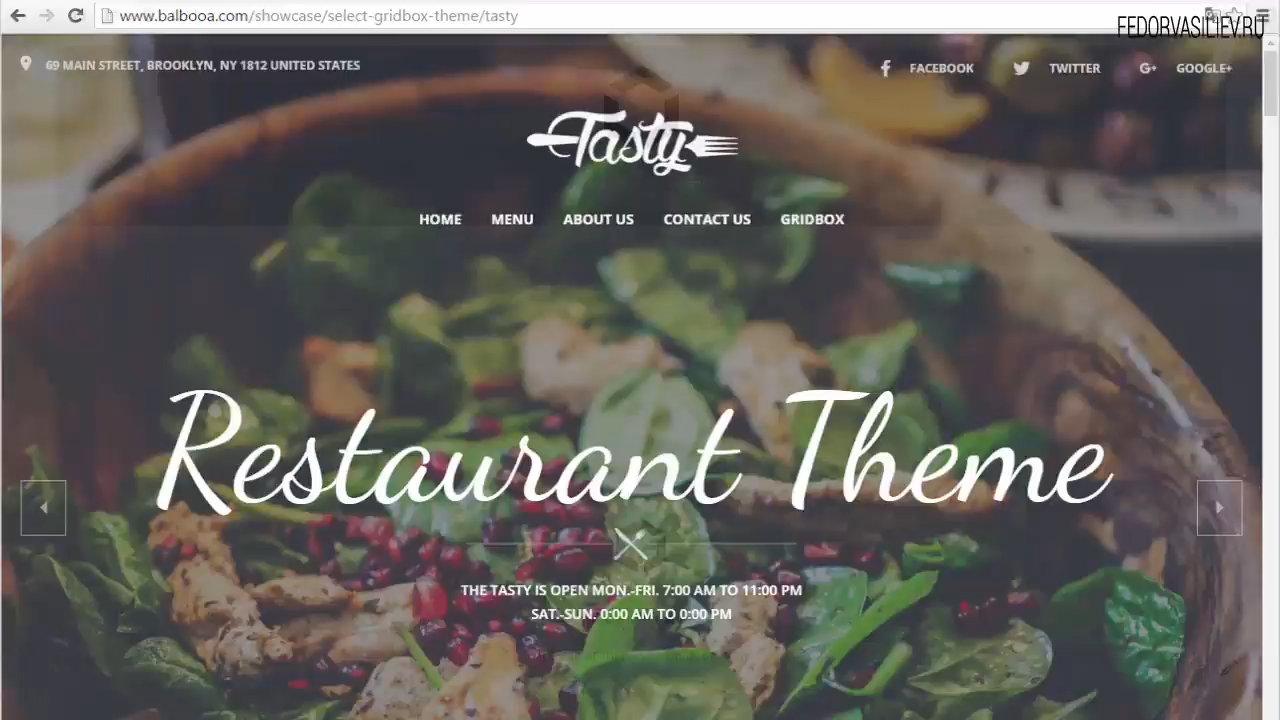 www.balbooa.com/showcase/select-gridbox-theme/tasty
FEDORVASILIEV.RU
69 MAIN STREET, BROOKLYN, NY 1812 UNITED STATES
FACEBOOK TWITTER GOOGLE+
Tasty
HOME MENU ABOUT US CONTACT US GRIDBOX
Restaurant Theme
THE TASTY IS OPEN MON.-FRI. 7:00 AM TO 11:00 PM
SAT.-SUN. 0:00 AM TO 0:00 PM